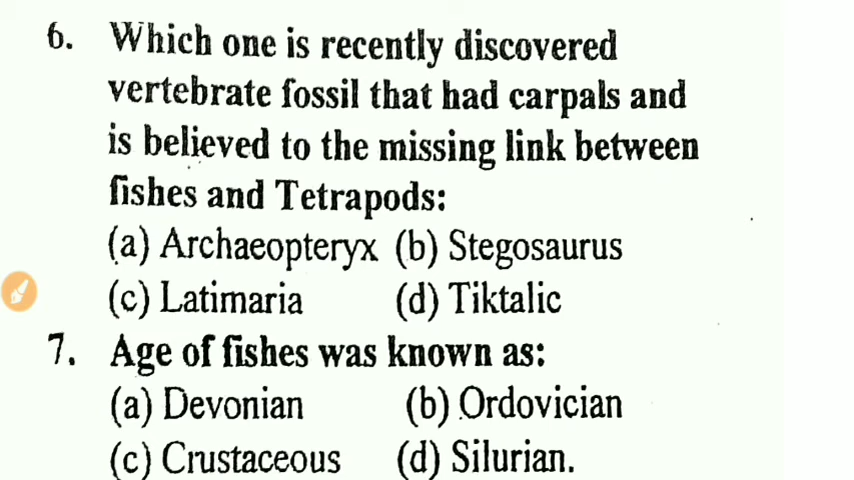 6. Which one is recently discovered
vertebrate fossil that had carpals and
is believed to the missing link between
fishes and Tetrapods:
(a) Archaeopteryx (b) Stegosaurus
(c) Latimaria (d) Tiktalic
7. Age of fishes was known as:
(a) Devonian (b) Ordovician
(c) Crustaceous (d) Silurian.